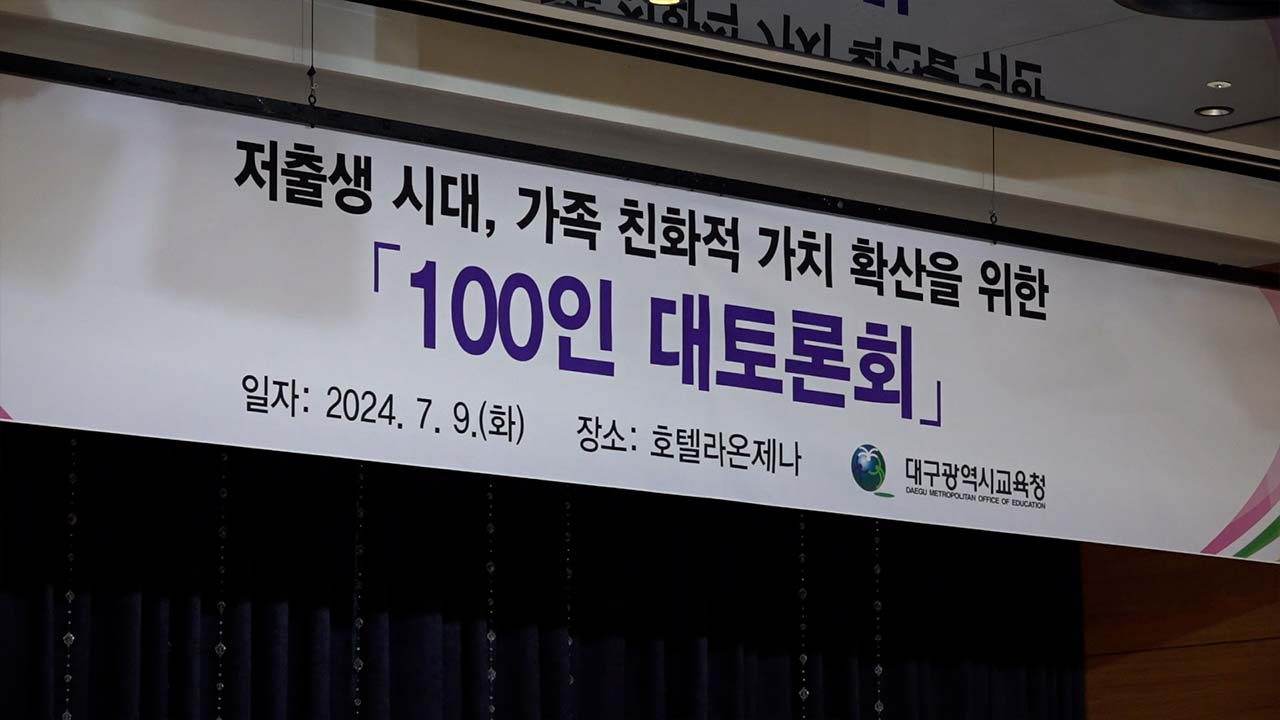 저출생 시대, 가족 친화적 가치 확산을 위한
「100인 대토론회」
일자: 2024. 7. 9.(화) 장소: 호텔라온제나
대구광역시교육청
DAEGU METROPOLITAN OFFICE OF EDUCATION